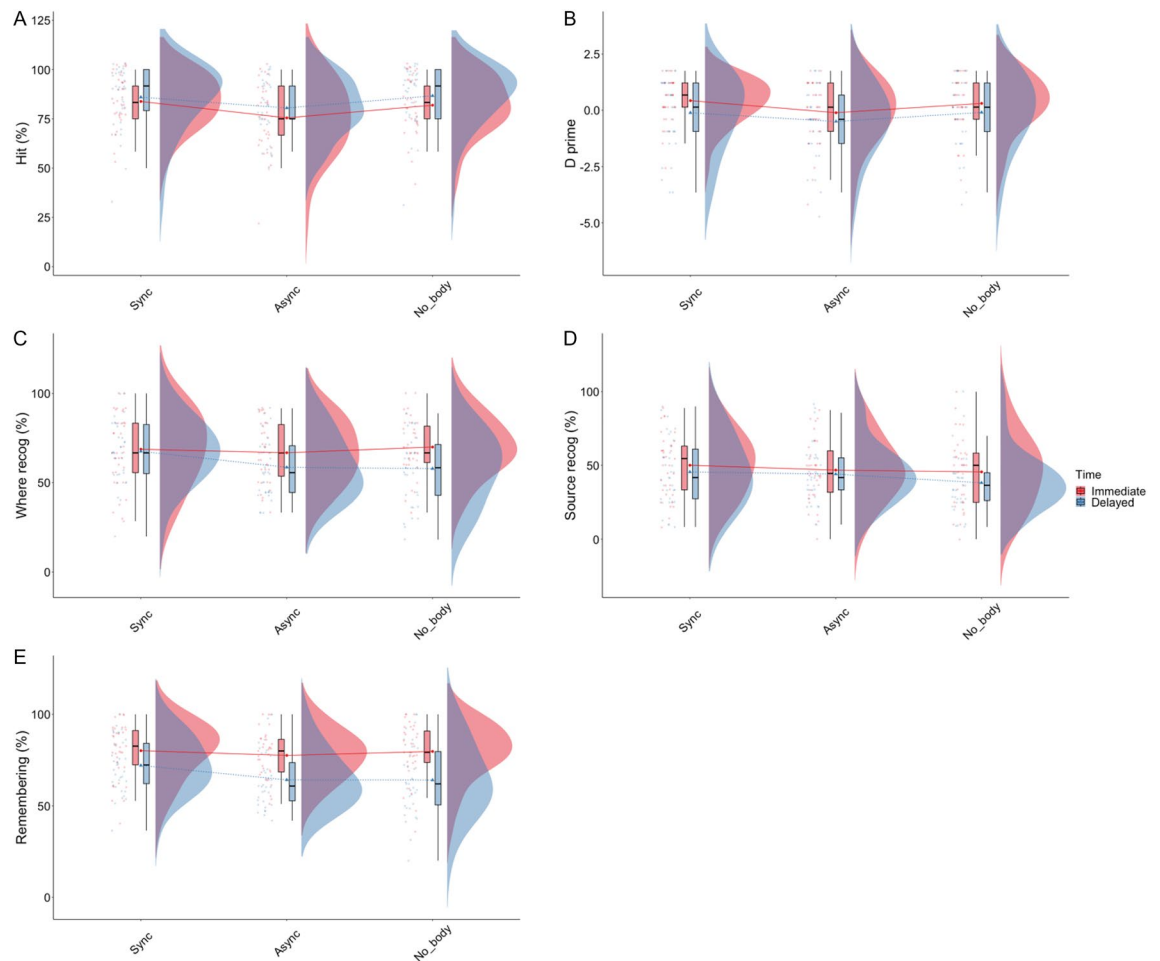 A
125
100
75
50
25
0
Hit (%)
Sync
Async
No_body
B
2.5
0.0
-2.5
-5.0
D prime
Sync
Async
No_body
C
100
50
0
Where recog (%)
Sync
Async
No_body
D
100
50
0
Source recog (%)
Sync
Async
No_body
Time
Immediate
Delayed
E
100
50
0
Remembering (%)
Sync
Async
No_body